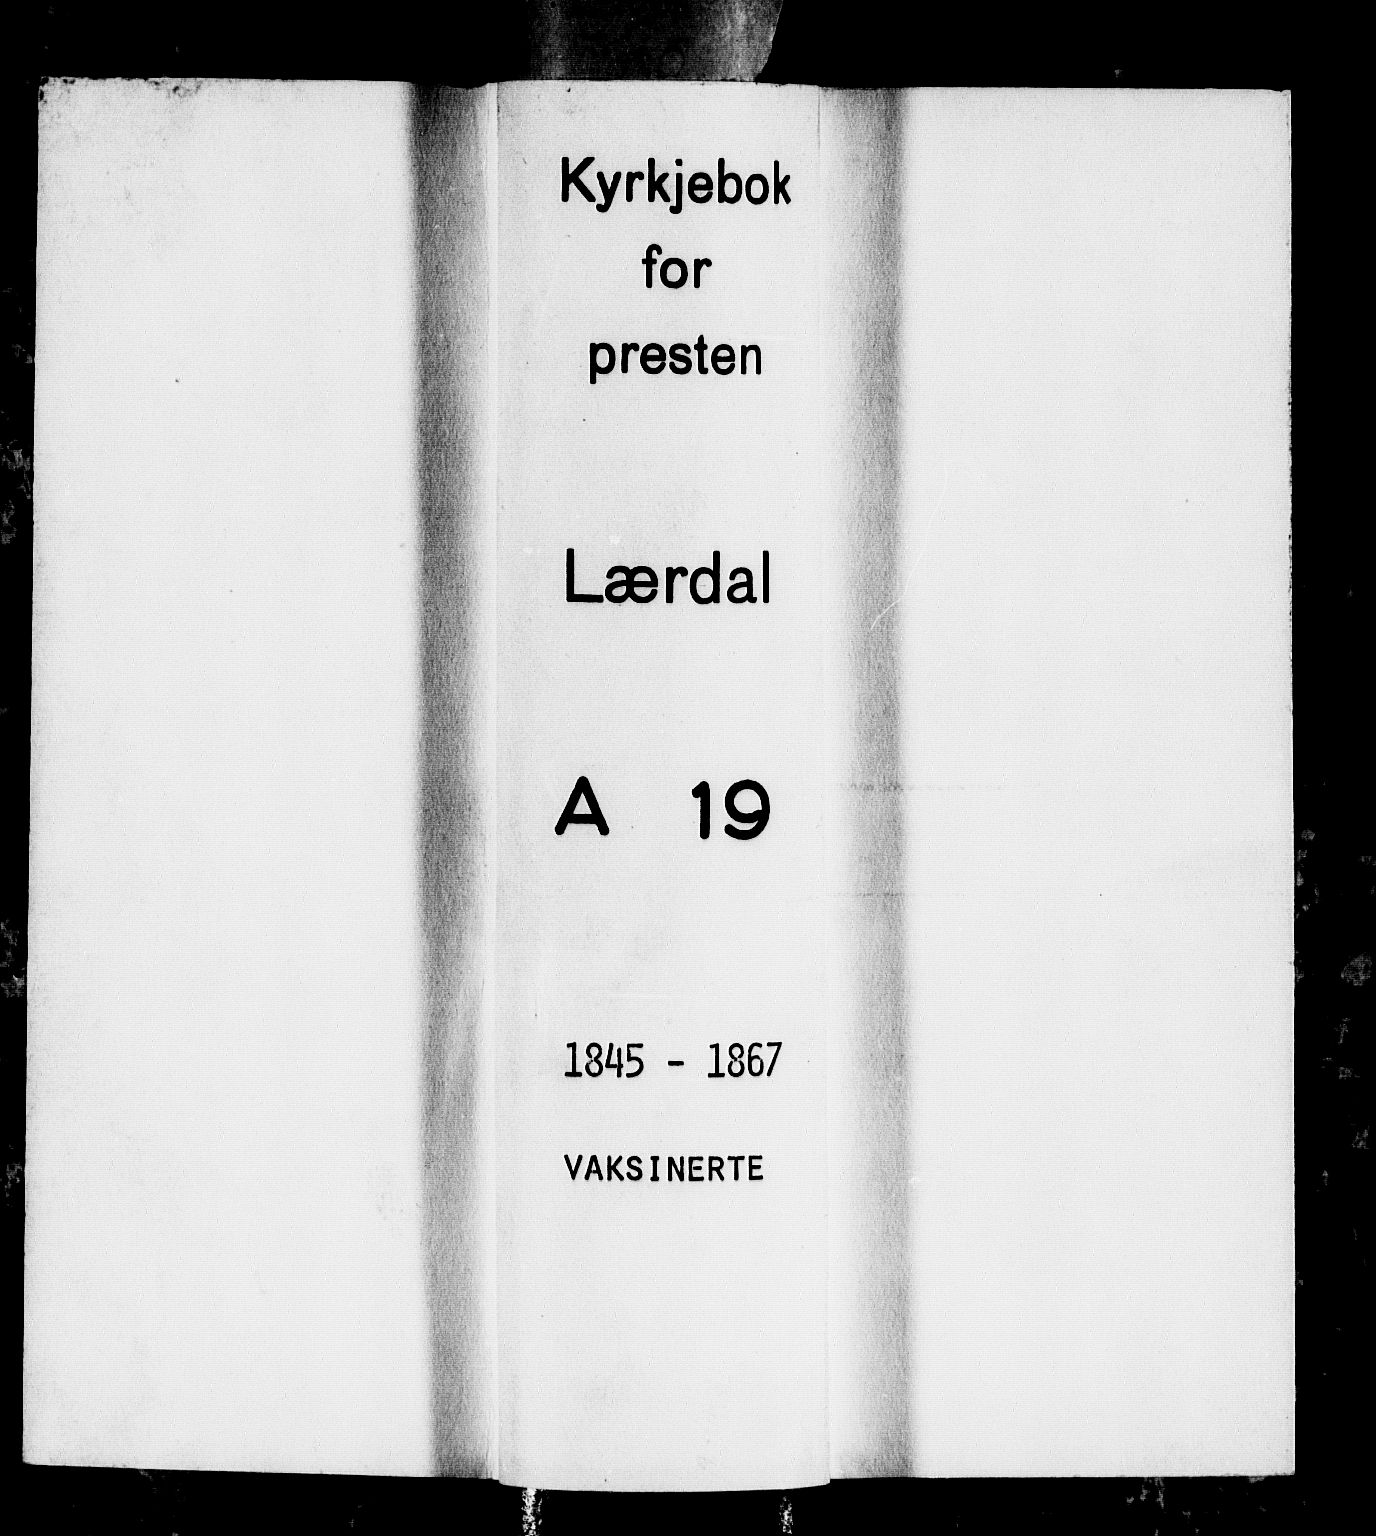 Kyrkjebok
for
presten
Lærdal
A 19
1845 - 1867
VAKSINERTE